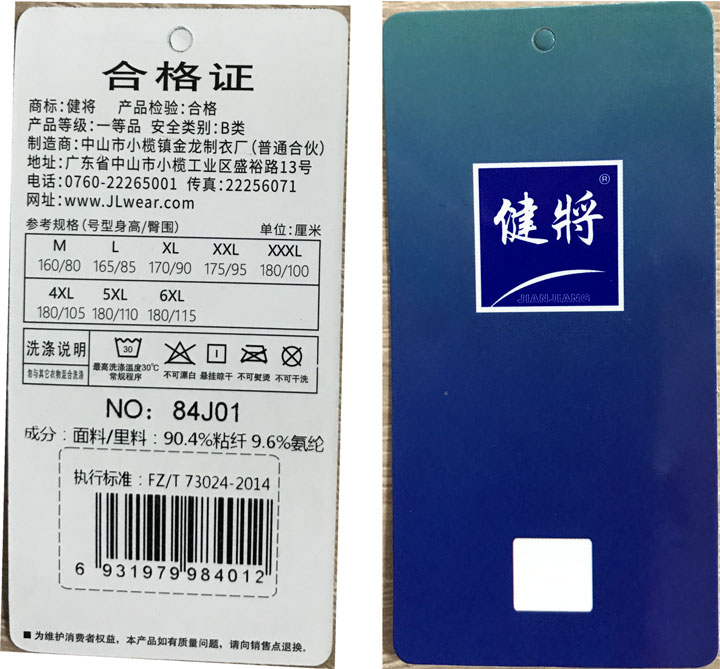 合格证
商标:健将 产品检验:合格
产品等级:一等品 安全类别:B类
制造商:中山市小榄镇金龙制衣厂(普通合伙)
地址:广东省中山市小榄工业区盛裕路13号
电话:0760-22265001 传真:22256071
网址:www.JLwear.com
参考规格(号型身高/臀围) 单位:厘米
M L XL XXL XXXL
160/80 165/85 170/90 175/95 180/100
4XL 5XL 6XL
180/105 180/110 180/115
洗涤说明
勿与其它衣物混合洗涤
30
最高洗涤温度30℃
常规程序
不可漂白 悬挂晾干 不可熨烫 不可干洗
NO: 84J01
成分:面料/里料:90.4%粘纤 9.6%氨纶
执行标准:FZ/T 73024-2014
6 931979 984012
■为维护消费者权益,本产品如有质量问题,请向销售点退换。
健将®
JIANJIANG